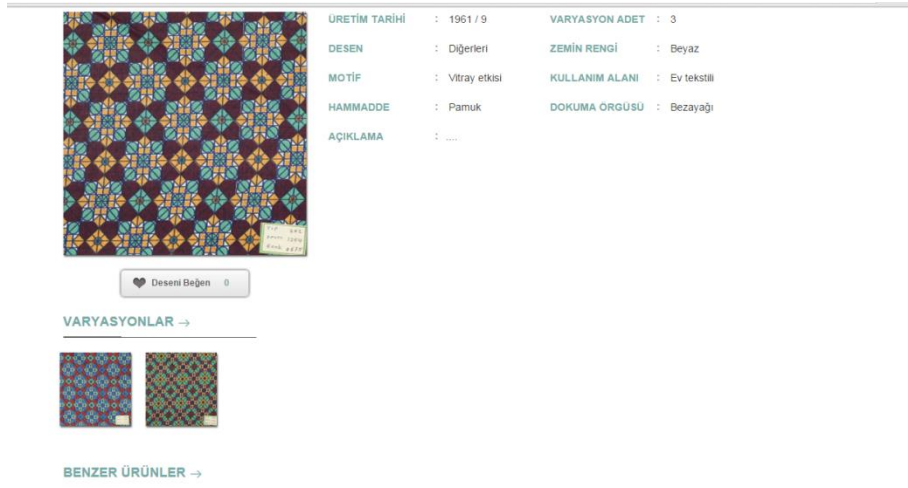 ÜRETİM TARİHİ : 1961 / 9 VARYASYON ADET : 3
DESEN : Diğerleri ZEMİN RENGİ : Beyaz
MOTİF : Vitray etkisi KULLANIM ALANI : Ev tekstili
HAMMADDE : Pamuk DOKUMA ÖRGÜSÜ : Bezayağı
AÇIKLAMA : ....
Deseni Beğen 0
VARYASYONLAR →
BENZER ÜRÜNLER →